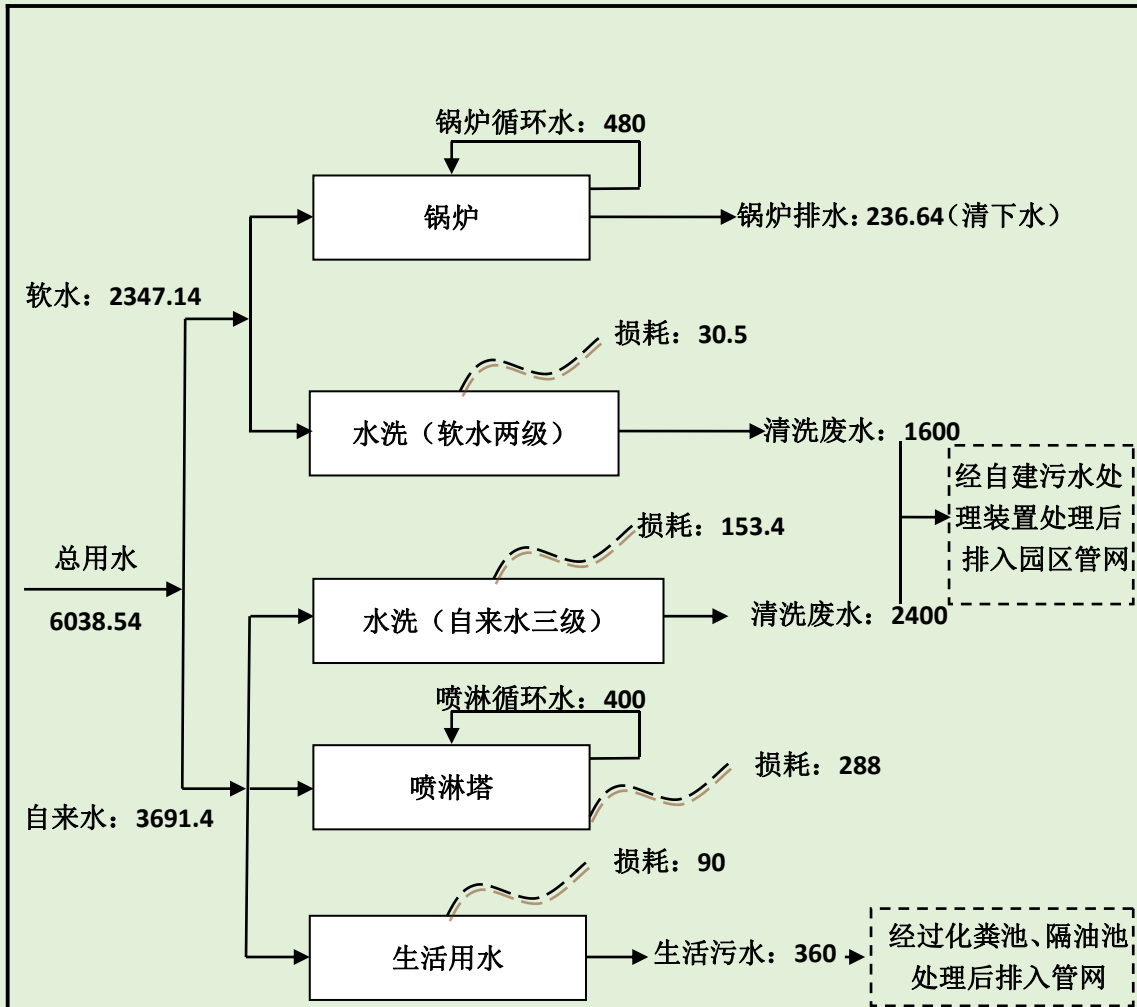 锅炉循环水：480
锅炉
锅炉排水：236.64（清下水）
软水：2347.14
损耗：30.5
水洗（软水两级）
清洗废水：1600
经自建污水处
理装置处理后
排入园区管网
损耗：153.4
总用水
6038.54
水洗（自来水三级）
清洗废水：2400
喷淋循环水：400
喷淋塔
损耗：288
自来水：3691.4
损耗：90
生活用水
生活污水：360
经过化粪池、隔油池
处理后排入管网